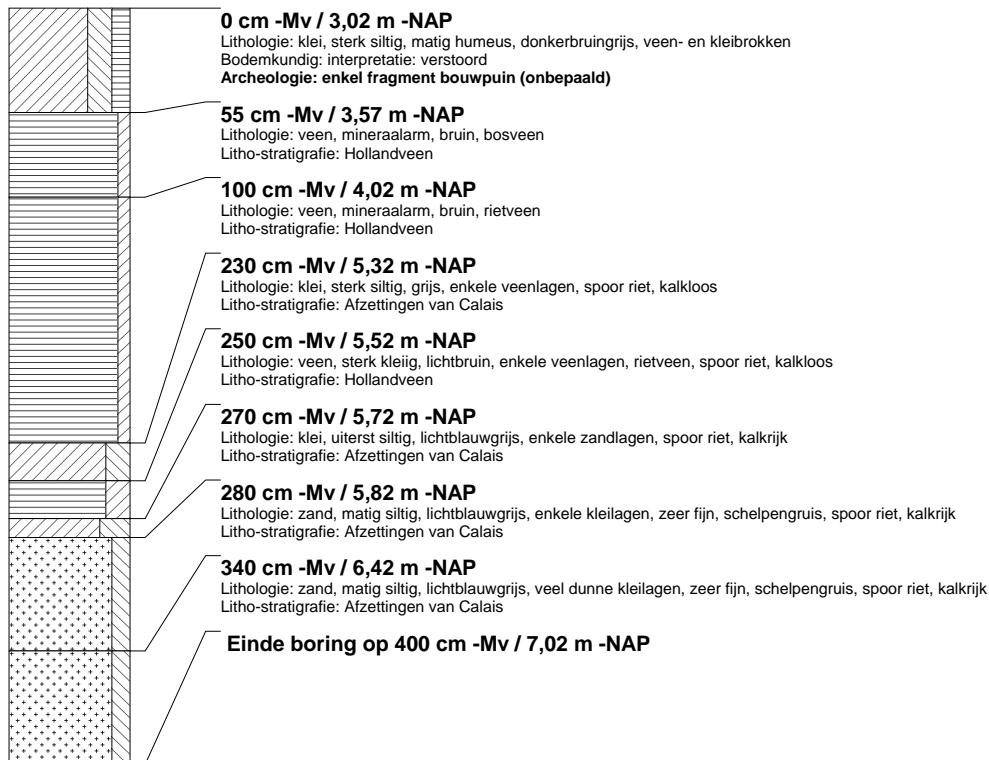 0 cm -Mv / 3,02 m -NAP
Lithologie: klei, sterk siltig, matig humeus, donkerbruingrijs, veen- en kleibrokken
Bodemkundig: interpretatie: verstoord
Archeologie: enkel fragment bouwpuin (onbepaald)
55 cm -Mv / 3,57 m -NAP
Lithologie: veen, mineraalarm, bruin, bosveen
Litho-stratigrafie: Hollandveen
100 cm -Mv / 4,02 m -NAP
Lithologie: veen, mineraalarm, bruin, rietveen
Litho-stratigrafie: Hollandveen
230 cm -Mv / 5,32 m -NAP
Lithologie: klei, sterk siltig, grijs, enkele veenlagen, spoor riet, kalkloos
Litho-stratigrafie: Afzettingen van Calais
250 cm -Mv / 5,52 m -NAP
Lithologie: veen, sterk kleiig, lichtbruin, enkele veenlagen, rietveen, spoor riet, kalkloos
Litho-stratigrafie: Hollandveen
270 cm -Mv / 5,72 m -NAP
Lithologie: klei, uiterst siltig, lichtblauwgrijs, enkele zandlagen, spoor riet, kalkrijk
Litho-stratigrafie: Afzettingen van Calais
280 cm -Mv / 5,82 m -NAP
Lithologie: zand, matig siltig, lichtblauwgrijs, enkele kleilagen, zeer fijn, schelpengruis, spoor riet, kalkrijk
Litho-stratigrafie: Afzettingen van Calais
340 cm -Mv / 6,42 m -NAP
Lithologie: zand, matig siltig, lichtblauwgrijs, veel dunne kleilagen, zeer fijn, schelpengruis, spoor riet, kalkrijk
Litho-stratigrafie: Afzettingen van Calais
Einde boring op 400 cm -Mv / 7,02 m -NAP